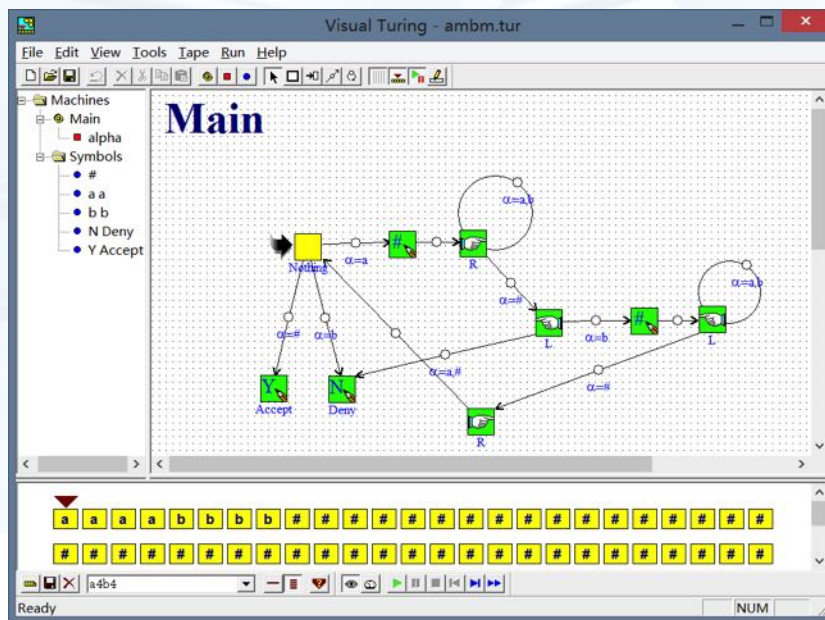 Visual Turing - ambm.tur
File Edit View Tools Tape Run Help
Machines
Main
alpha
Symbols
#
a a
b b
N Deny
Y Accept
Main
α=a,b
#
Nothing
α=a
R
α=#
α=a,b
α=#
α=b
L
α=b
#
L
α=a,#
α=#
Y
N
Accept
Deny
R
a a a a b b b b # # # # # # # # # # # # # # # # #
# # # # # # # # # # # # # # # # # # # # # # # # #
a4b4
Ready
NUM